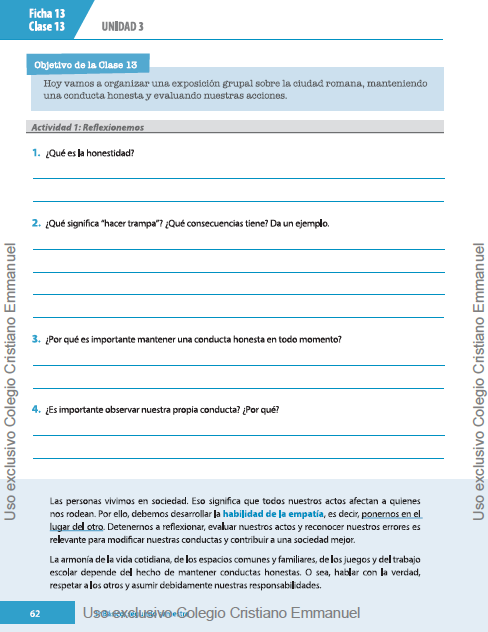 Ficha 13
Clase 13
UNIDAD 3
Objetivo de la Clase 13
Hoy vamos a organizar una exposición grupal sobre la ciudad romana, manteniendo
una conducta honesta y evaluando nuestras acciones.
Actividad 1: Reflexionemos
1. ¿Qué es la honestidad?
2. ¿Qué significa “hacer trampa”? ¿Qué consecuencias tiene? Da un ejemplo.
3. ¿Por qué es importante mantener una conducta honesta en todo momento?
4. ¿Es importante observar nuestra propia conducta? ¿Por qué?
Las personas vivimos en sociedad. Eso significa que todos nuestros actos afectan a quienes
nos rodean. Por ello, debemos desarrollar la habilidad de la empatía, es decir, ponernos en el
lugar del otro. Detenernos a reflexionar, evaluar nuestros actos y reconocer nuestros errores es
relevante para modificar nuestras conductas y contribuir a una sociedad mejor.
La armonía de la vida cotidiana, de los espacios comunes y familiares, de los juegos y del trabajo
escolar depende del hecho de mantener conductas honestas. O sea, hablar con la verdad,
respetar a los otros y asumir debidamente nuestras responsabilidades.
62
Uso exclusivo Colegio Cristiano Emmanuel
Uso exclusivo Colegio Cristiano Emmanuel
Uso exclusivo Colegio Cristiano Emmanuel